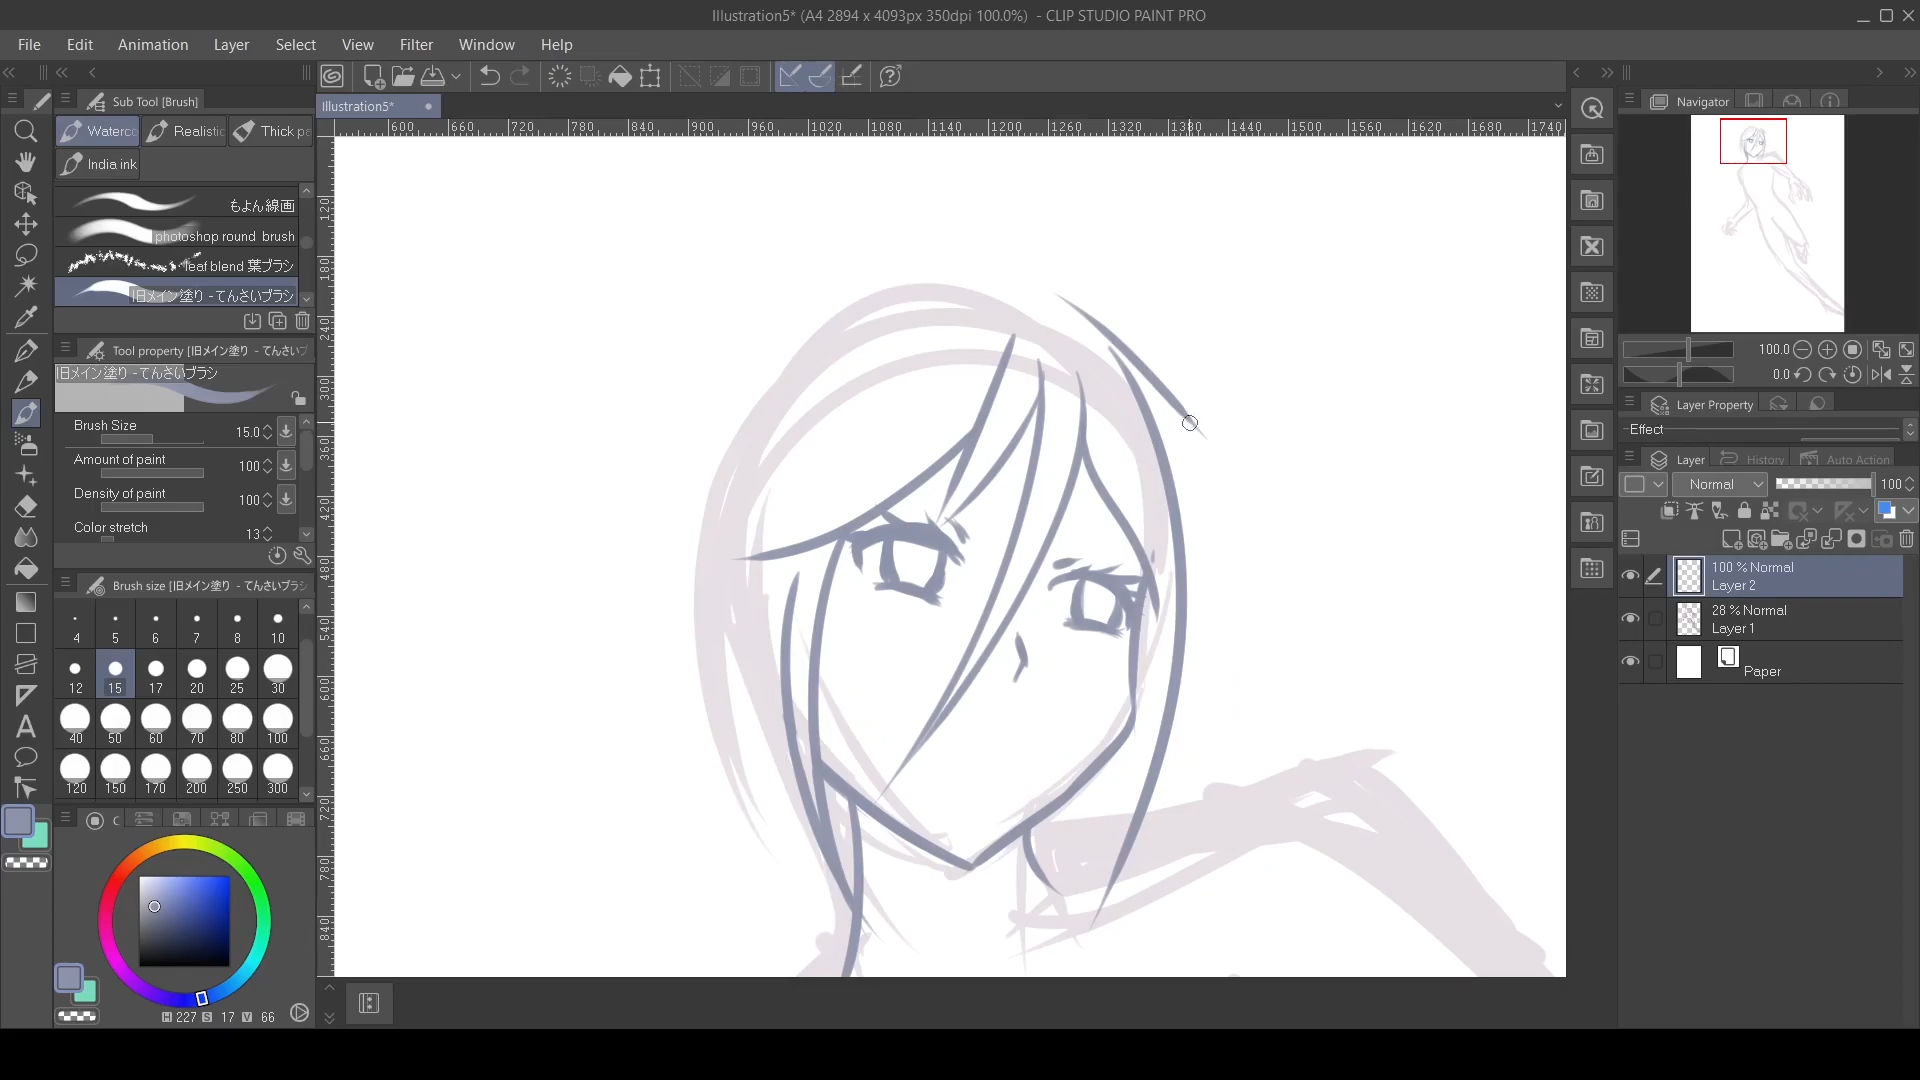 Illustration5* (A4 2894 x 4093px 350dpi 100.0%) - CLIP STUDIO PAINT PRO
File Edit Animation Layer Select View Filter Window Help
Sub Tool [Brush]
Illustration5*
Waterco Realistic Thick pa
India ink
もよん線画
photoshop round brush
leaf blend 葉ブラシ
旧メイン塗り - てんさいブラシ
Tool property [旧メイン塗り - てんさいブ
旧メイン塗り - てんさいブラシ
Brush Size 15.0
Amount of paint 100
Density of paint 100
Color stretch 13
Brush size [旧メイン塗り - てんさいブラシ
4 5 6 7 8 10
12 15 17 20 25 30
40 50 60 70 80 100
120 150 170 200 250 300
C
H 227 S 17 V 66
600 660 720 780 840 900 960 1020 1080 1140 1200 1260 1320 1380 1440 1500 1560 1620 1680 1740
120
180
240
300
360
420
480
540
600
660
720
780
840
Navigator
100.0
0.0
Layer Property
Effect
Layer History Auto Action
Normal 100
100 % Normal
Layer 2
28 % Normal
Layer 1
Paper